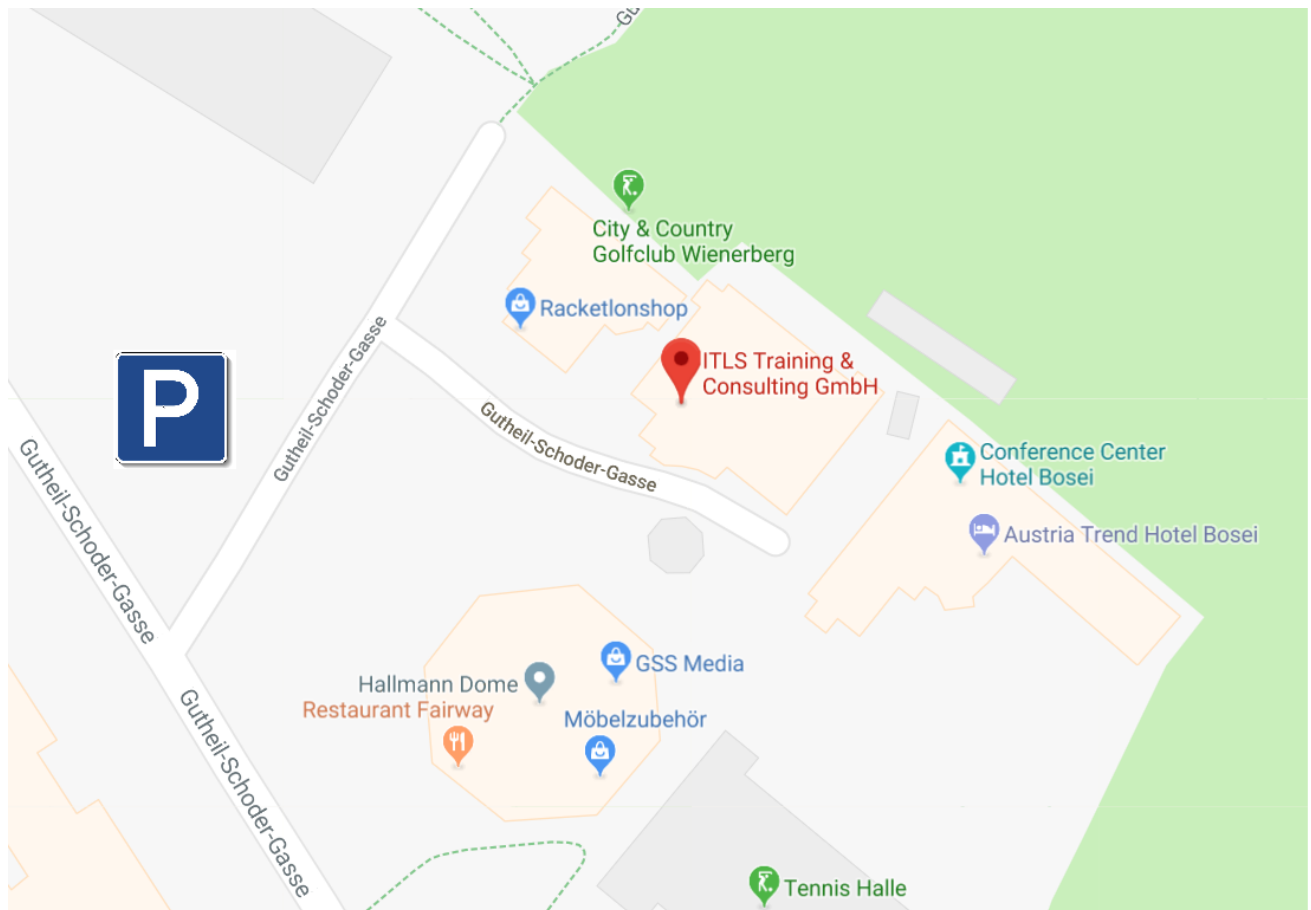 Gu
City & Country
Golfclub Wienerberg
Racketlonshop
ITLS Training &
Consulting GmbH
Gutheil-Schoder-Gasse
P
Gutheil-Schoder-Gasse
Gutheil-Schoder-Gasse
Conference Center
Hotel Bosei
Austria Trend Hotel Bosei
GSS Media
Hallmann Dome
Restaurant Fairway
Möbelzubehör
Gutheil-Schoder-Gasse
Tennis Halle